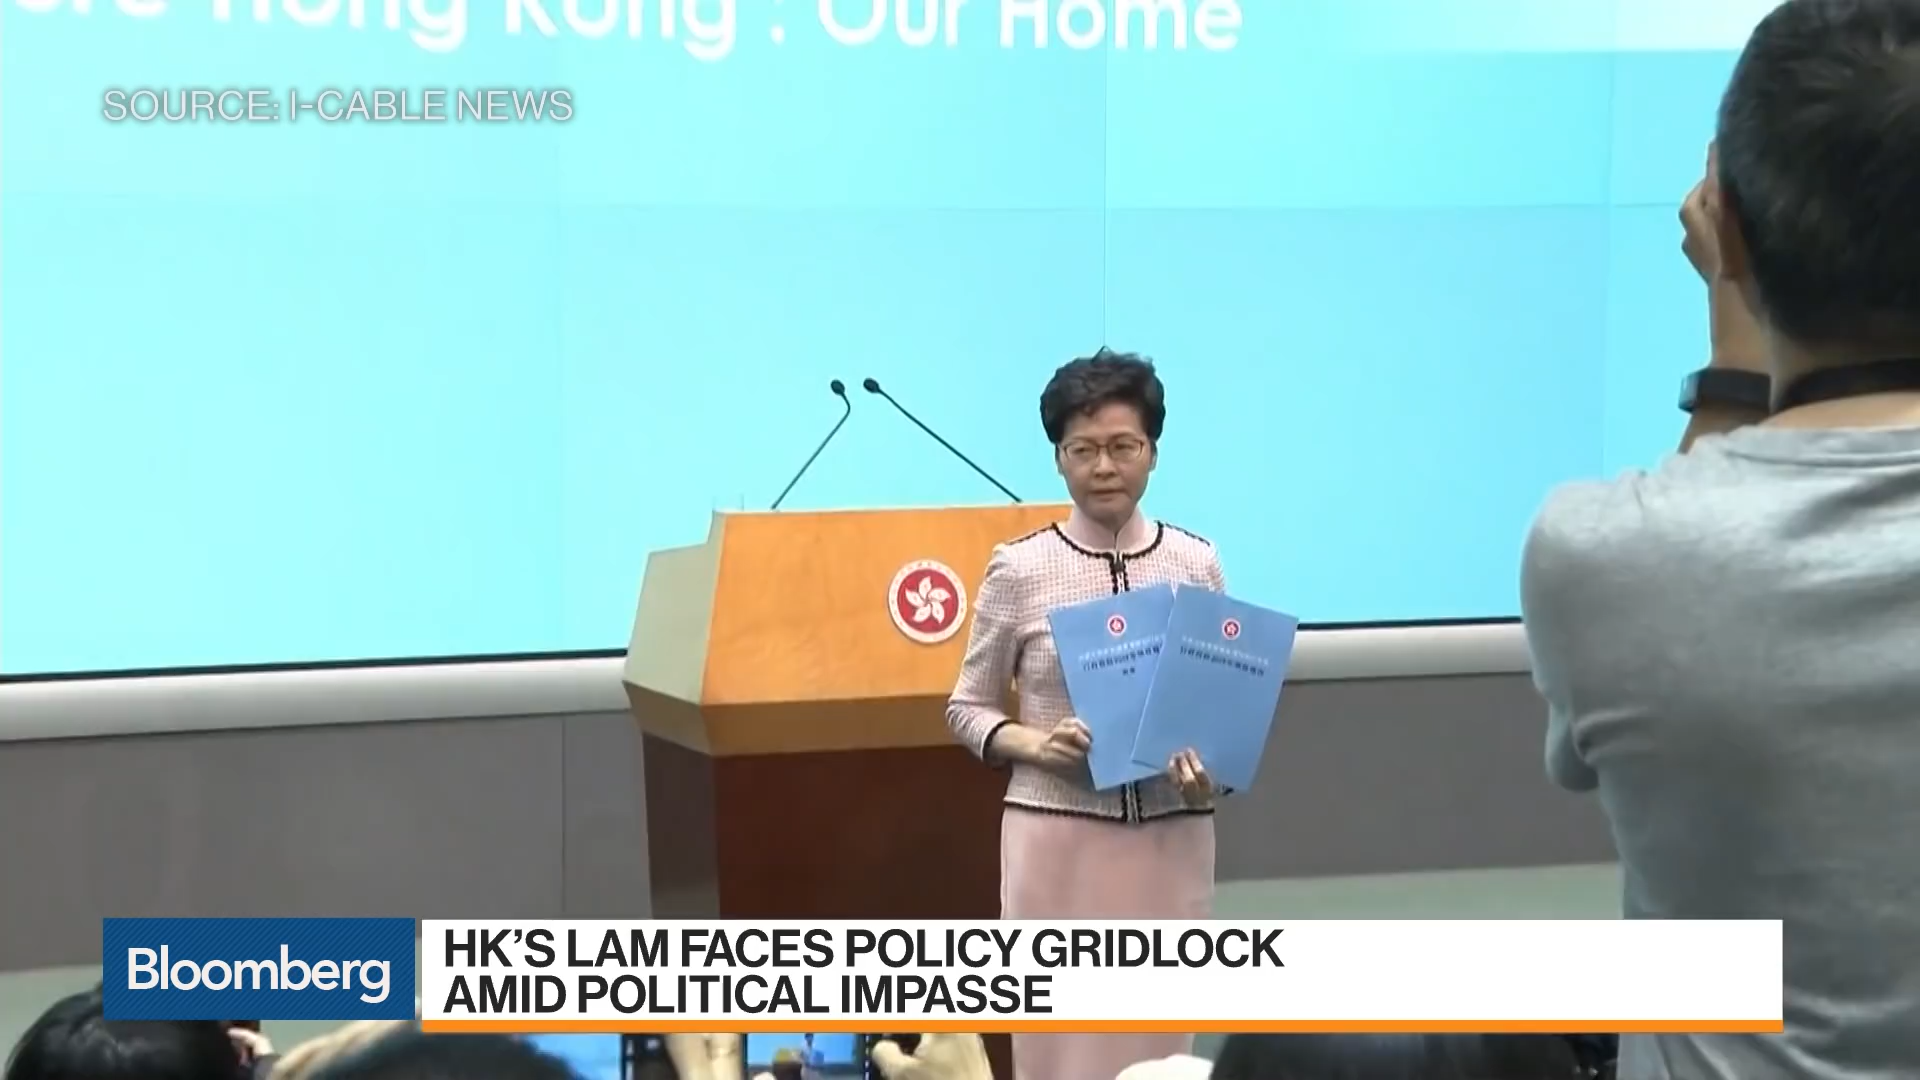 Hong Kong : Our Home
SOURCE: I-CABLE NEWS
Bloomberg
HK'S LAM FACES POLICY GRIDLOCK
AMID POLITICAL IMPASSE